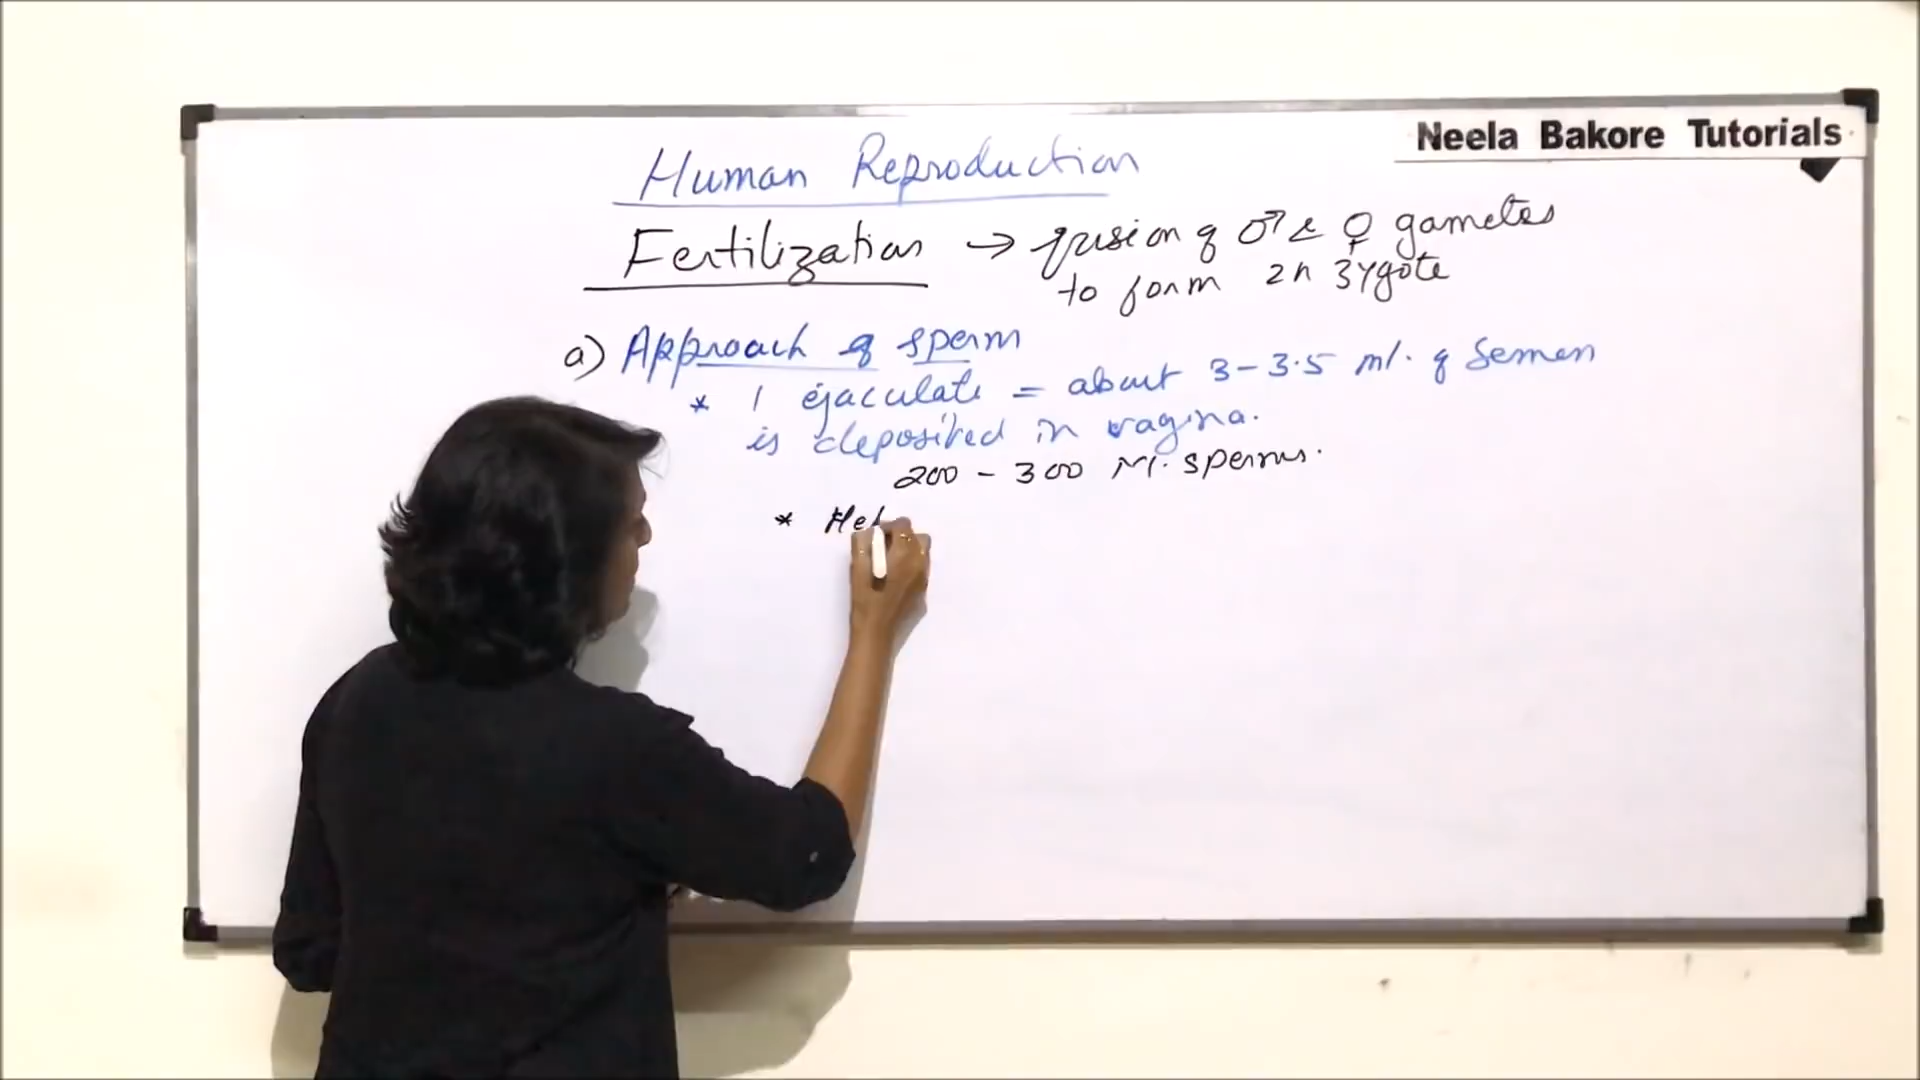 Neela Bakore Tutorials
Human Reproduction
Fertilization → fusion of ♂ & ♀ gametes
to form 2n zygote
a) Approach of sperm
* 1 ejaculate = about 3-3.5 ml. of semen
is deposited in vagina.
200 - 300 Ml. sperms.
*